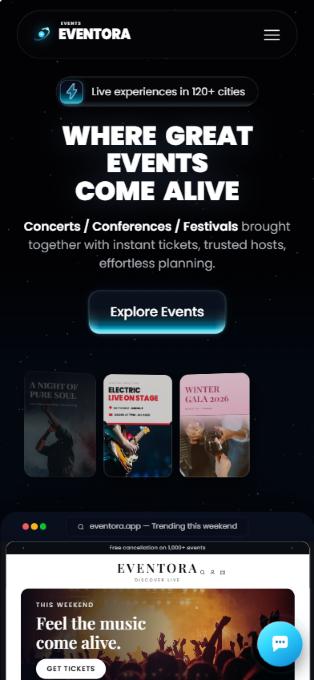 EVENTS
EVENTORA
Live experiences in 120+ cities
WHERE GREAT
EVENTS
COME ALIVE
Concerts / Conferences / Festivals brought
together with instant tickets, trusted hosts,
effortless planning.
Explore Events
A NIGHT OF
PURE SOUL
ELECTRIC
LIVE ON STAGE
WINTER
GALA 2026
eventora.app — Trending this weekend
Free cancellation on 1,000+ events
EVENTORA
DISCOVER LIVE
THIS WEEKEND
Feel the music
come alive.
GET TICKETS